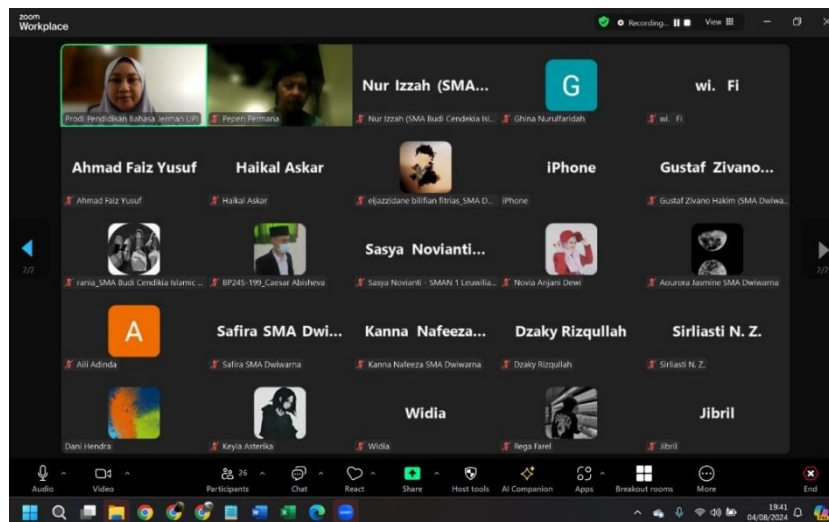 zoom
Workplace
Recording...
View
Prodi Pendidikan Bahasa Jerman UPI
Pepen Permana
Nur Izzah (SMA...
Nur Izzah (SMA Budi Cendekia Isl...
G
Ghina Nurulfaridah
wi. Fi
wi. Fi
Ahmad Faiz Yusuf
Ahmad Faiz Yusuf
Haikal Askar
Haikal Askar
eijazzidane bilifian fitrias_SMA D...
iPhone
iPhone
Gustaf Zivano...
Gustaf Zivano Hakim (SMA Dwiwa...
2/2
rania_SMA Budi Cendikia Islamic ...
BP245-199_Caesar Abisheva
Sasya Novianti...
Sasya Novianti - SMAN 1 Leuwilia...
Novia Anjani Dewi
Aourora Jasmine SMA Dwiwarna
2/2
A
Aili Adinda
Safira SMA Dwi...
Safira SMA Dwiwarna
Kanna Nafeeza...
Kanna Nafeeza SMA Dwiwarna
Dzaky Rizqullah
Dzaky Rizqullah
Sirliasti N. Z.
Sirliasti N. Z.
Dani Hendra
Keyla Asterika
Widia
Widia
Rega Farel
Jibril
Jibril
Audio
Video
26
Participants
Chat
React
Share
Host tools
AI Companion
Apps
Breakout rooms
More
End
19:41
04/08/2024